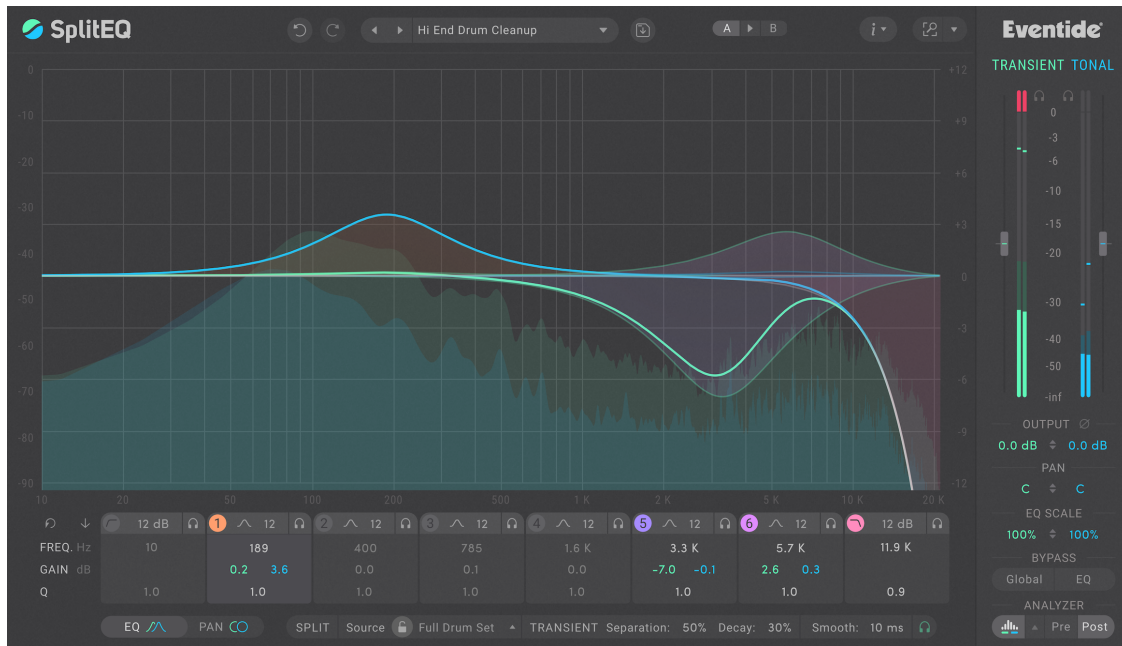 SplitEQ
Hi End Drum Cleanup
A B
i
Eventide
TRANSIENT TONAL
0 +12
-10 +9
-20 +6
-30 +3
-40 0
-50 -3
-60 -6
-70 -9
-80 -12
-90
10 20 50 100 200 500 1 K 2 K 5 K 10 K 20 K
0
-3
-6
-10
-15
-20
-30
-40
-50
-inf
OUTPUT Ø
0.0 dB 0.0 dB
PAN
C C
EQ SCALE
100% 100%
BYPASS
Global EQ
ANALYZER
Pre Post
12 dB 1 12 2 12 3 12 4 12 5 12 6 12 12 dB
FREQ. Hz 10 189 400 785 1.6 K 3.3 K 5.7 K 11.9 K
GAIN dB 0.2 3.6 0.0 0.1 0.0 -7.0 -0.1 2.6 0.3
Q 1.0 1.0 1.0 1.0 1.0 1.0 1.0 0.9
EQ PAN SPLIT Source Full Drum Set TRANSIENT Separation: 50% Decay: 30% Smooth: 10 ms